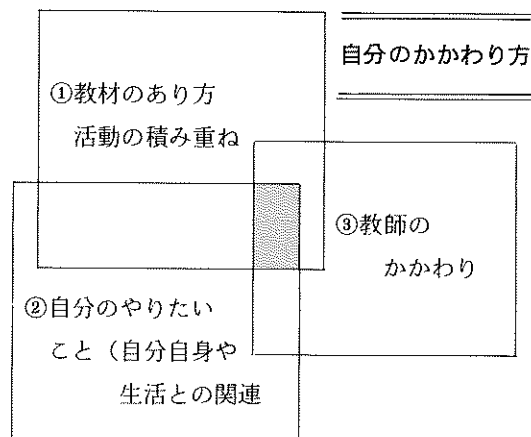 自分のかかわり方
①教材のあり方
活動の積み重ね
③教師の
かかわり
②自分のやりたい
こと（自分自身や
生活との関連